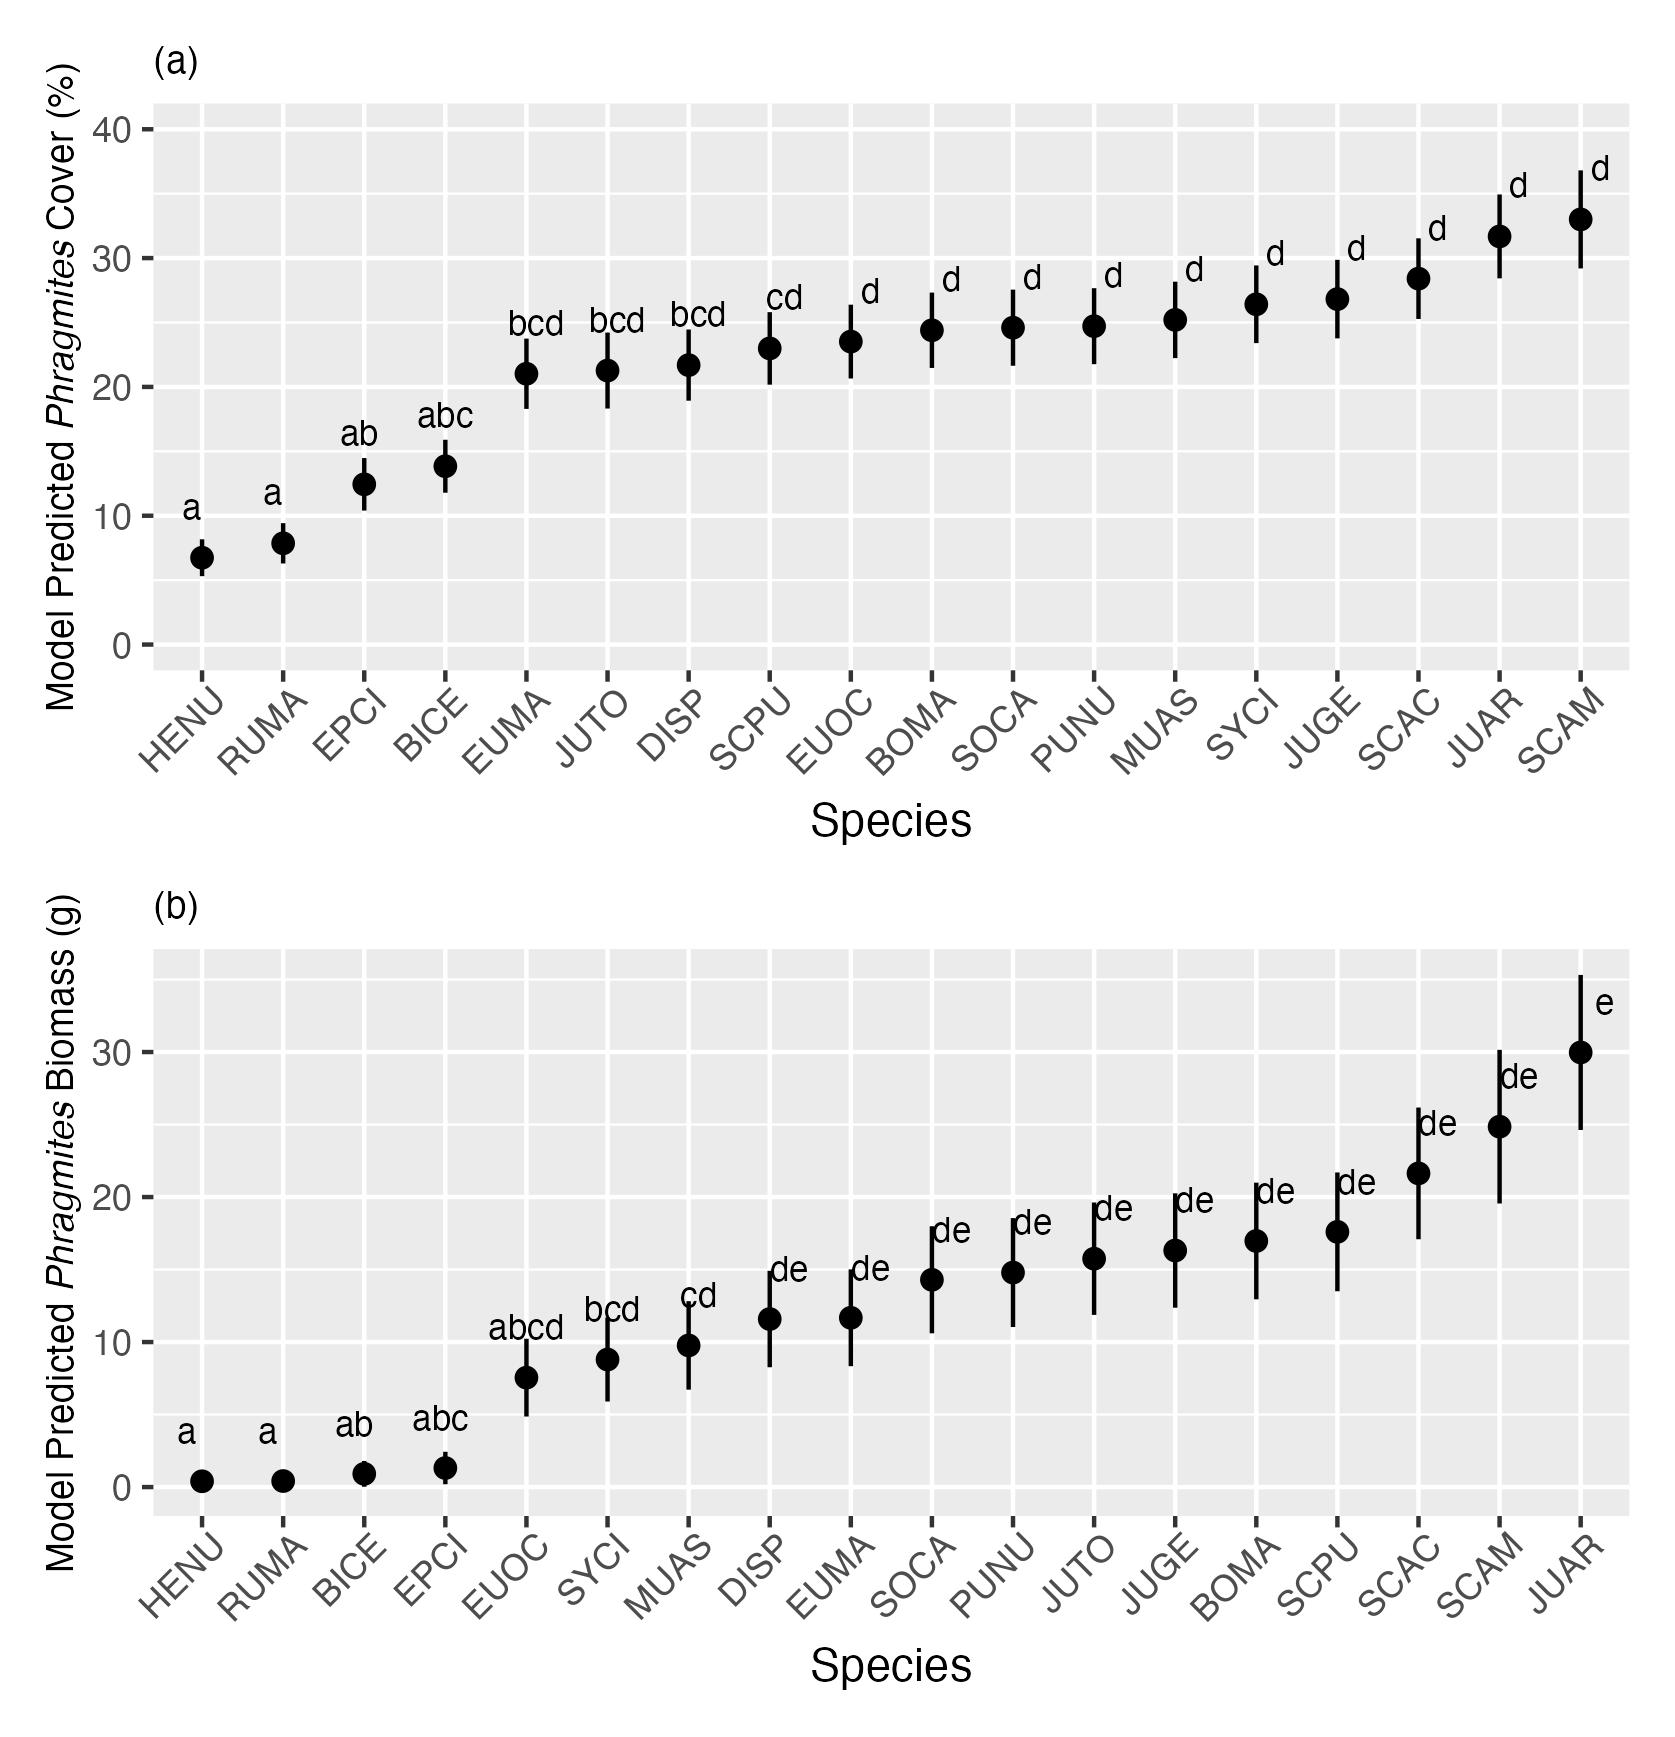 (a)
Model Predicted Phragmites Cover (%)
40
30
20
10
0
a
a
ab
abc
bcd
bcd
bcd
cd
d
d
d
d
d
d
d
d
d
d
HENU
RUMA
EPCI
BICE
EUMA
JUTO
DISP
SCPU
EUOC
BOMA
SOCA
PUNU
MUAS
SYCI
JUGE
SCAC
JUAR
SCAM
Species
(b)
Model Predicted Phragmites Biomass (g)
30
20
10
0
a
a
ab
abc
abcd
bcd
cd
de
de
de
de
de
de
de
de
de
de
e
HENU
RUMA
BICE
EPCI
EUOC
SYCI
MUAS
DISP
EUMA
SOCA
PUNU
JUTO
JUGE
BOMA
SCPU
SCAC
SCAM
JUAR
Species